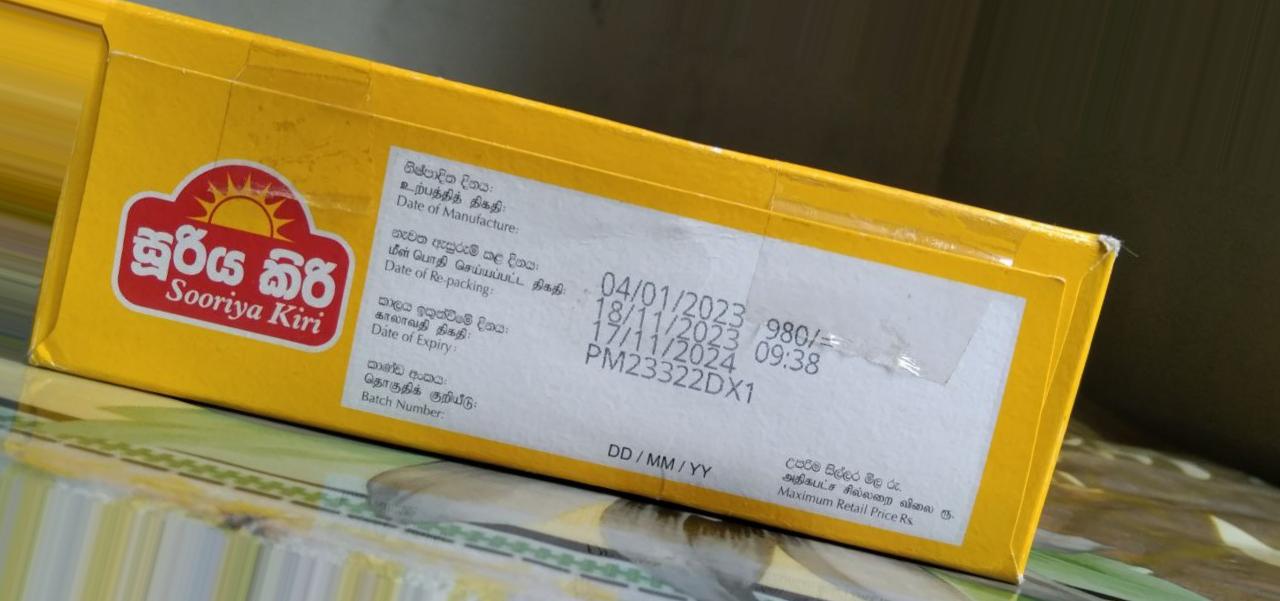 සූරිය කිරි
Sooriya Kiri
නිෂ්පාදිත දිනය:
உற்பத்தித் திகதி:
Date of Manufacture:
නැවත ඇසුරුම් කල දිනය:
மீள் பொதி செய்யப்பட்ட திகதி:
Date of Re-packing:
කාලය ඉකුත්වීමේ දිනය:
காலாவதி திகதி:
Date of Expiry:
කාණ්ඩ අංකය:
தொகுதிக் குறியீடு:
Batch Number:
04/01/2023
18/11/2023 980/=
17/11/2024 09:38
PM23322DX1
DD / MM / YY
උපරිම සිල්ලර මිල රු.
அதிகபட்ச சில்லறை விலை ரூ.
Maximum Retail Price Rs.